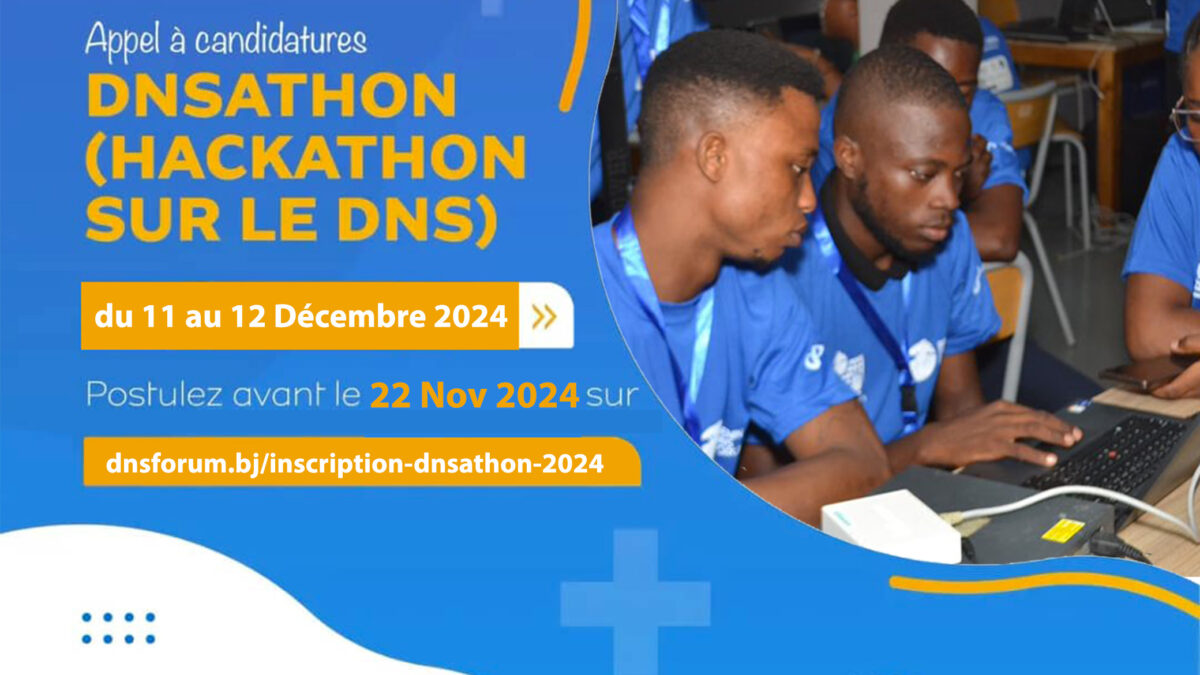 Appel à candidatures
DNSATHON
(HACKATHON
SUR LE DNS)
du 11 au 12 Décembre 2024
Postulez avant le 22 Nov 2024 sur
dnsforum.bj/inscription-dnsathon-2024